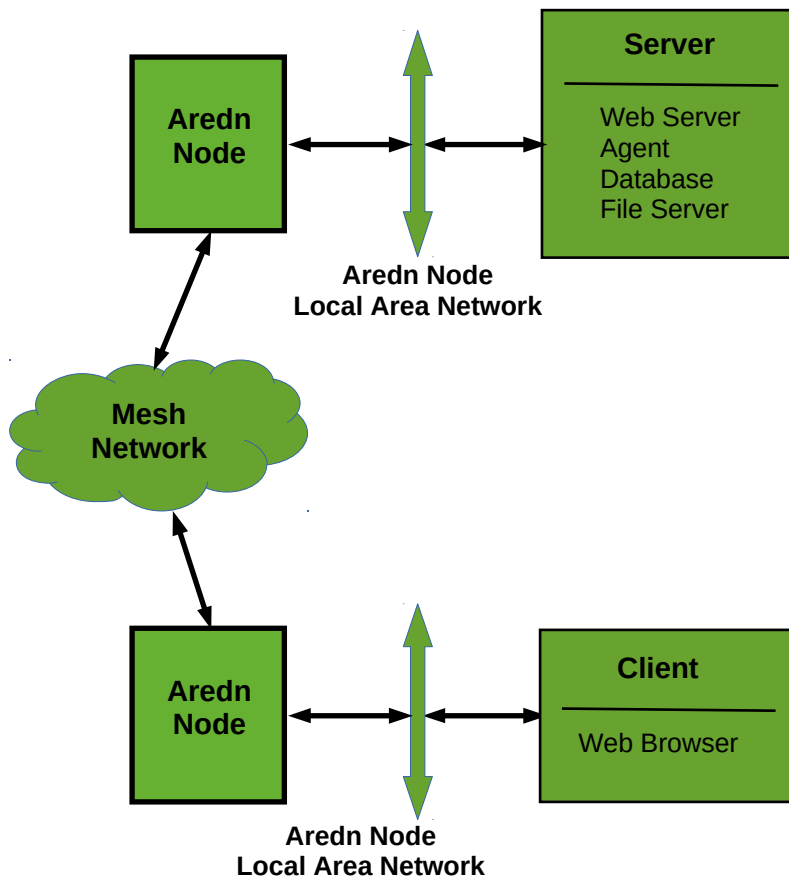 Server
Web Server
Agent
Database
File Server
Aredn
Node
Aredn Node
Local Area Network
Mesh
Network
Aredn
Node
Client
Web Browser
Aredn Node
Local Area Network